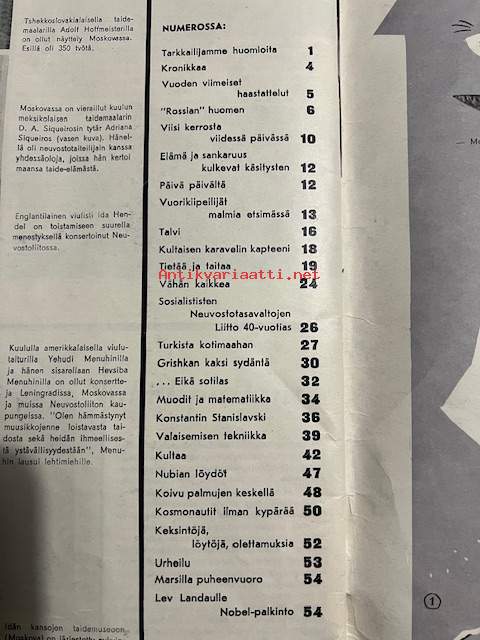 Tshekkoslovakialaisella taide-
maalarilla Adolf Hoffmeisterilla
on ollut näyttely Moskovassa.
Esillä oli 350 työtä.
Moskovassa on vieraillut kuulun
meksikolaisen taidemaalarin
D. A. Siqueirosin tytär Adriana
Siqueiros (vasen kuva). Hänel-
lä oli neuvostotaiteilijain kanssa
yhdessäoloja, joissa hän kertoi
maansa taide-elämästä.
Englantilainen viulisti Ida Hen-
del on toistamiseen suurella
menestyksellä konsertoinut Neu-
vostoliitossa.
Kuululla amerikkalaisella viulu-
taiturilla Yehudi Menuhinilla
ja hänen sisarellaan Hevsiba
Menuhinilla on ollut konsertte-
ja Leningradissa, Moskovassa
ja muissa Neuvostoliiton kau-
pungeissa. "Olen hämmästynyt
musiikkojenne loistavasta tai-
dosta sekä heidän ihmeellises-
tä ystävällisyydestään", Menu-
hin lausui lehtimiehille.
Idän kansojen taidemuseoon
NUMEROSSA:
Tarkkailijamme huomioita 1
Kronikkaa 4
Vuoden viimeiset
haastattelut 5
"Rossian" huomen 6
Viisi kerrosta
viidessä päivässä 10
Elämä ja sankaruus
kulkevat käsitysten 12
Päivä päivältä 12
Vuorikiipeilijät
malmia etsimässä 13
Talvi 16
Kultaisen karavelin kapteeni 18
Tietää ja taitaa 19
Antikvariaatti.net
Vähän kaikkea 24
Sosialististen
Neuvostotasavaltojen
Liitto 40-vuotias 26
Turkista kotimaahan 27
Grishkan kaksi sydäntä 30
... Eikä sotilas 32
Muodit ja matematiikka 34
Konstantin Stanislavski 36
Valaisemisen tekniikka 39
Kultaa 42
Nubian löydöt 47
Koivu palmujen keskellä 48
Kosmonautit ilman kypärää 50
Keksintöjä,
löytöjä, olettamuksia 52
Urheilu 53
Marsilla puheenvuoro 54
Lev Landaulle
Nobel-palkinto 54
1